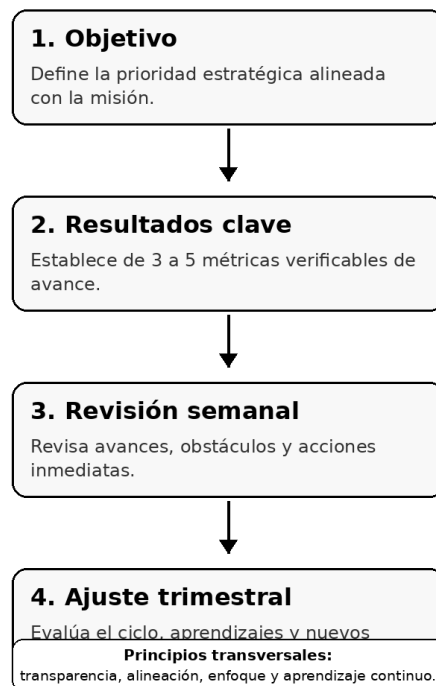 1. Objetivo
Define la prioridad estratégica alineada
con la misión.
2. Resultados clave
Establece de 3 a 5 métricas verificables de
avance.
3. Revisión semanal
Revisa avances, obstáculos y acciones
inmediatas.
4. Ajuste trimestral
Evalúa el ciclo, aprendizajes y nuevos
Principios transversales:
transparencia, alineación, enfoque y aprendizaje continuo.